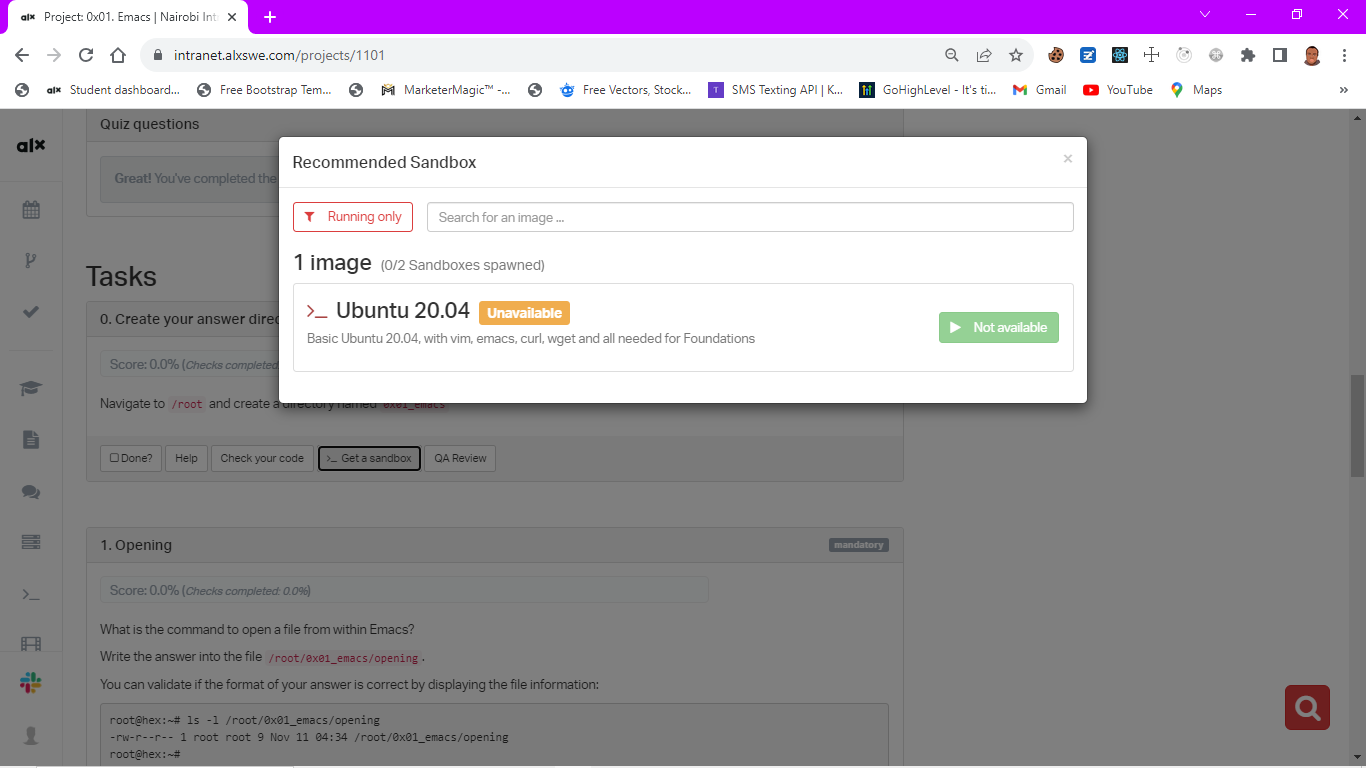 alx Project: 0x01. Emacs | Nairobi Int
intranet.alxswe.com/projects/1101
alx Student dashboard... Free Bootstrap Tem... MarketerMagic™ -... Free Vectors, Stock... T SMS Texting API | K... GoHighLevel - It's ti... Gmail YouTube Maps »
alx
Quiz questions
Great! You've completed the
Recommended Sandbox ×
Running only Search for an image ...
1 image (0/2 Sandboxes spawned)
>_ Ubuntu 20.04 Unavailable
Basic Ubuntu 20.04, with vim, emacs, curl, wget and all needed for Foundations
Not available
Tasks
0. Create your answer direc
Score: 0.0% (Checks completed:
Navigate to /root and create a directory named 0x01_emacs
Done? Help Check your code >_ Get a sandbox QA Review
1. Opening mandatory
Score: 0.0% (Checks completed: 0.0%)
What is the command to open a file from within Emacs?
Write the answer into the file /root/0x01_emacs/opening .
You can validate if the format of your answer is correct by displaying the file information:
root@hex:~# ls -l /root/0x01_emacs/opening
-rw-r--r-- 1 root root 9 Nov 11 04:34 /root/0x01_emacs/opening
root@hex:~#